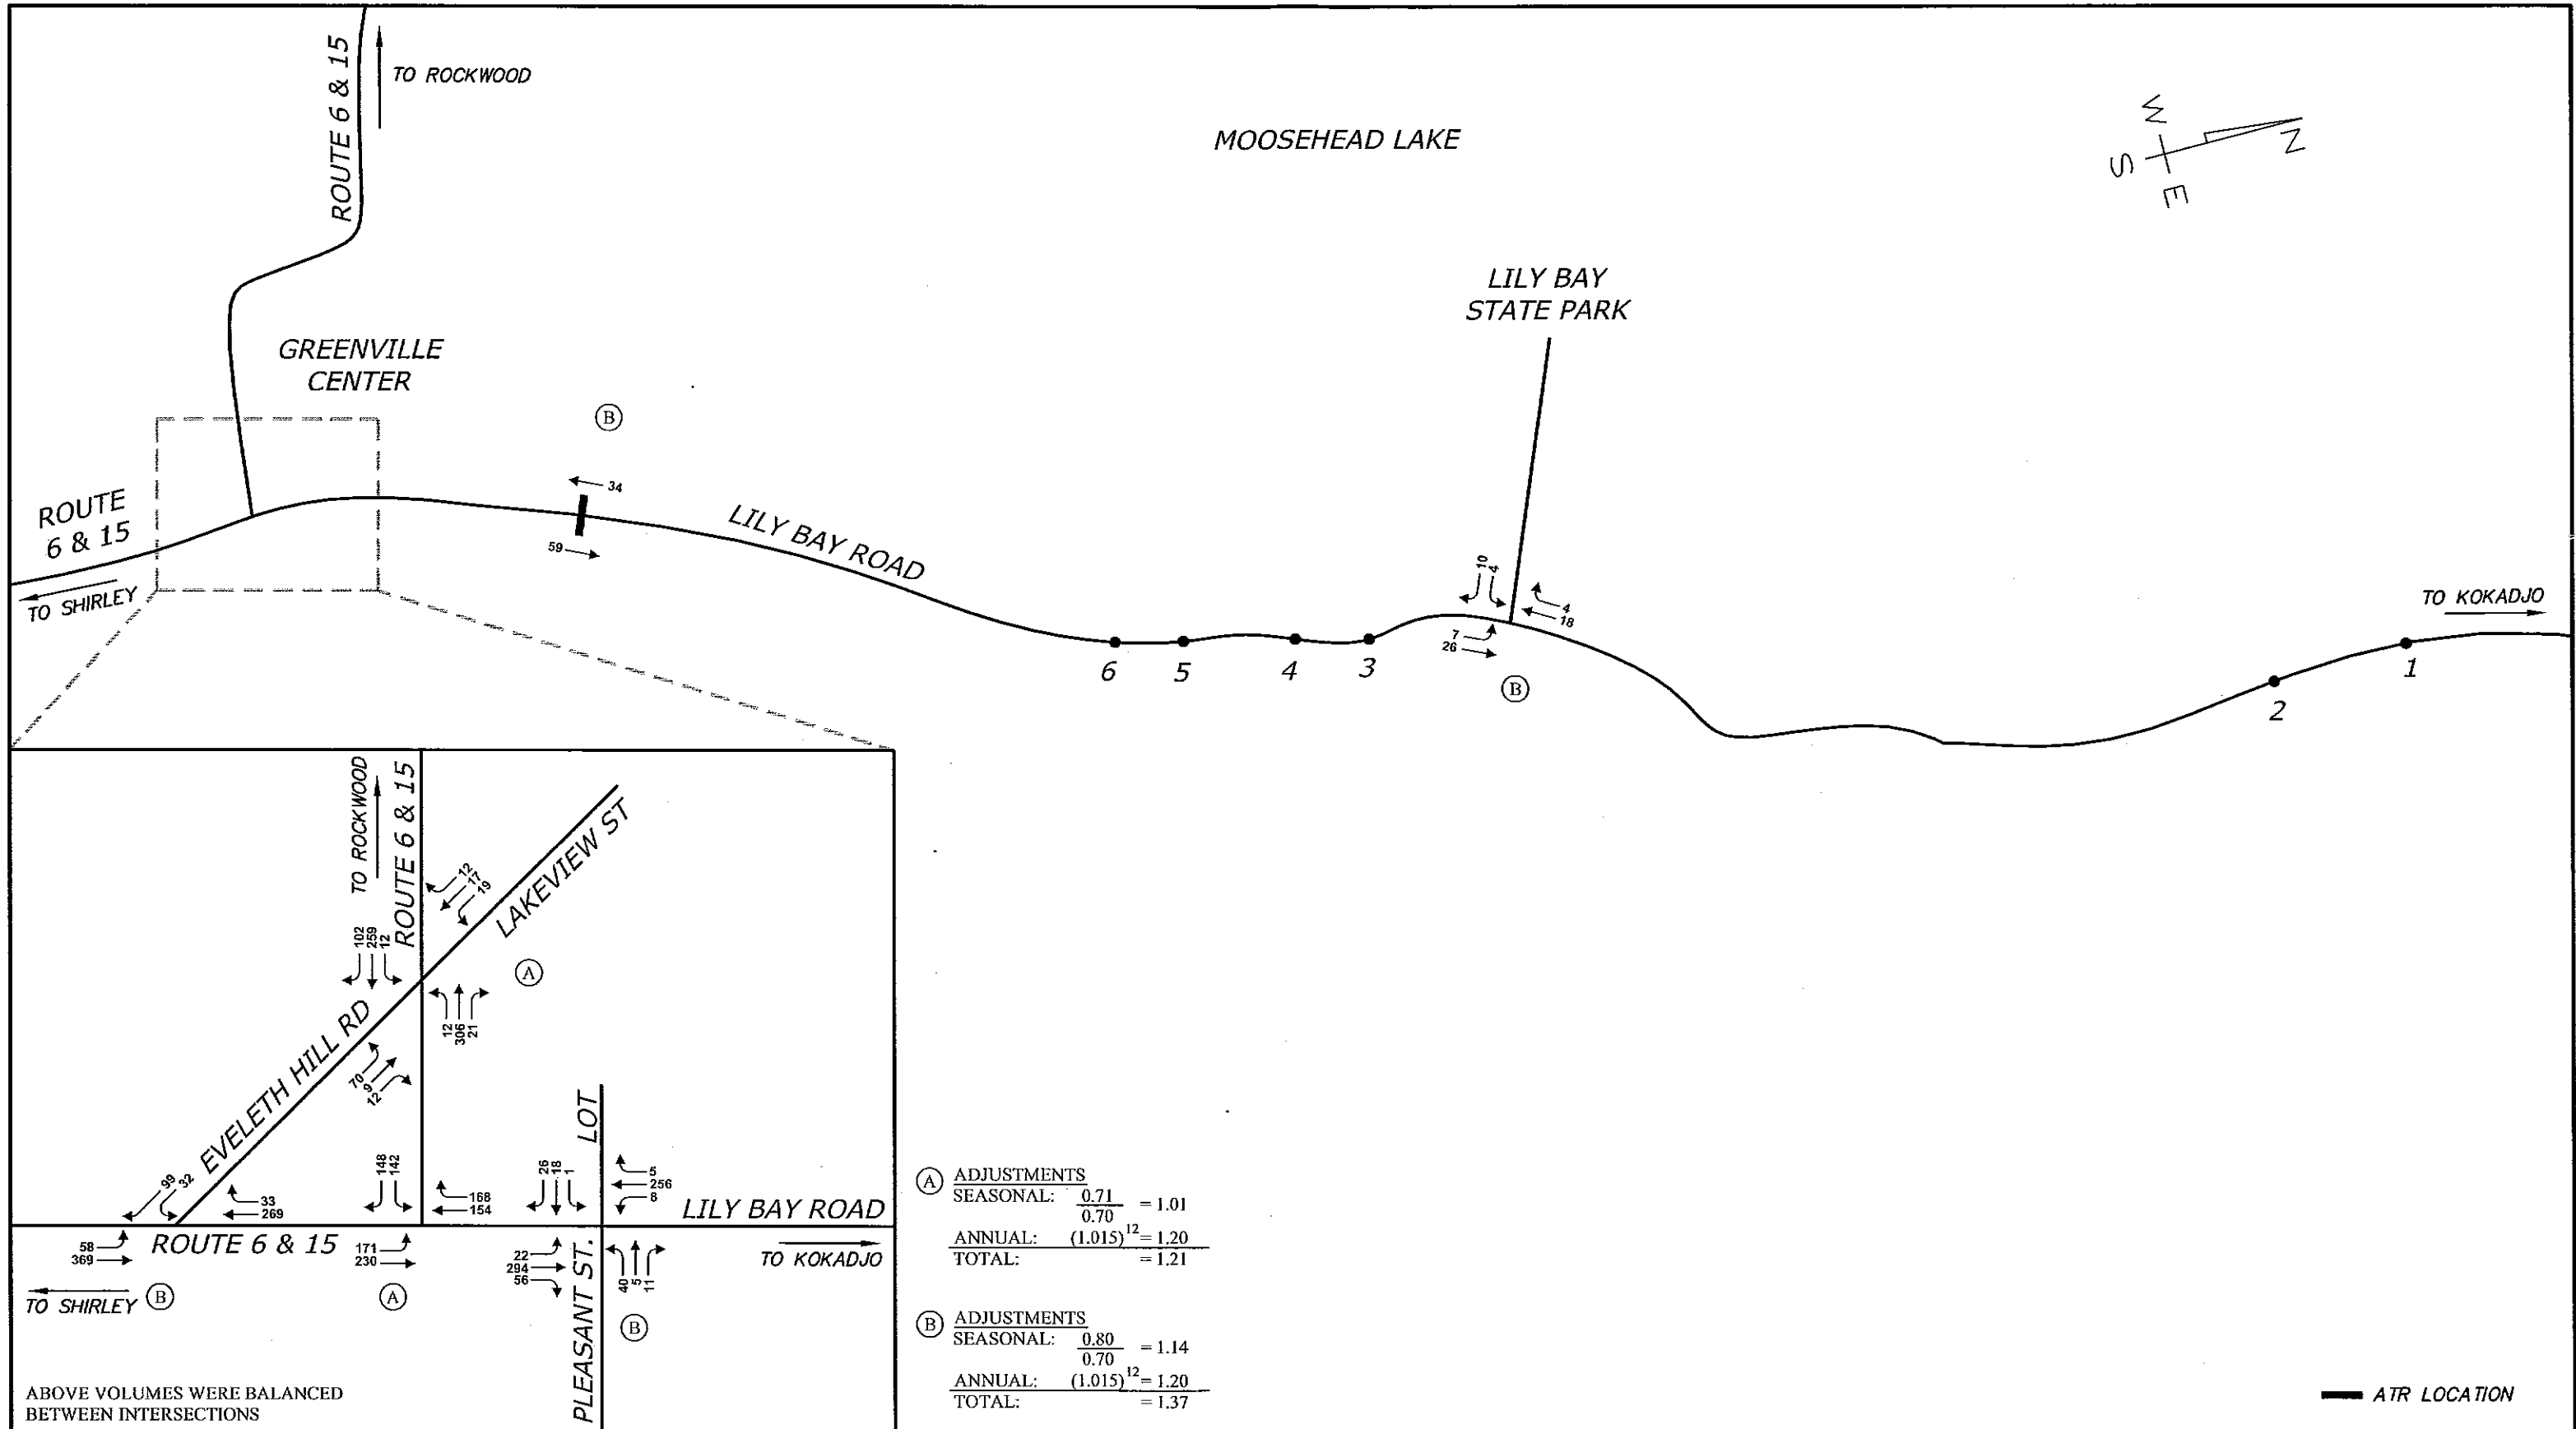 ROUTE 6 & 15
TO ROCKWOOD
MOOSEHEAD LAKE
W
N
S
E
LILY BAY
STATE PARK
GREENVILLE
CENTER
B
34
59
ROUTE
6 & 15
TO SHIRLEY
LILY BAY ROAD
10
4
4
18
7
26
B
6
5
4
3
TO KOKADJO
1
2
TO ROCKWOOD
ROUTE 6 & 15
LAKEVIEW ST
12
17
19
102
259
12
A
12
306
21
EVELETH HILL RD
70
9
12
99
32
33
269
148
142
168
154
26
18
1
LOT
5
256
8
LILY BAY ROAD
58
369
ROUTE 6 & 15
171
230
22
294
56
PLEASANT ST.
40
5
11
TO KOKADJO
TO SHIRLEY
B
A
B
ABOVE VOLUMES WERE BALANCED
BETWEEN INTERSECTIONS
A ADJUSTMENTS
SEASONAL: 0.71
0.70 = 1.01
ANNUAL: (1.015)12 = 1.20
TOTAL: = 1.21
B ADJUSTMENTS
SEASONAL: 0.80
0.70 = 1.14
ANNUAL: (1.015)12 = 1.20
TOTAL: = 1.37
ATR LOCATION